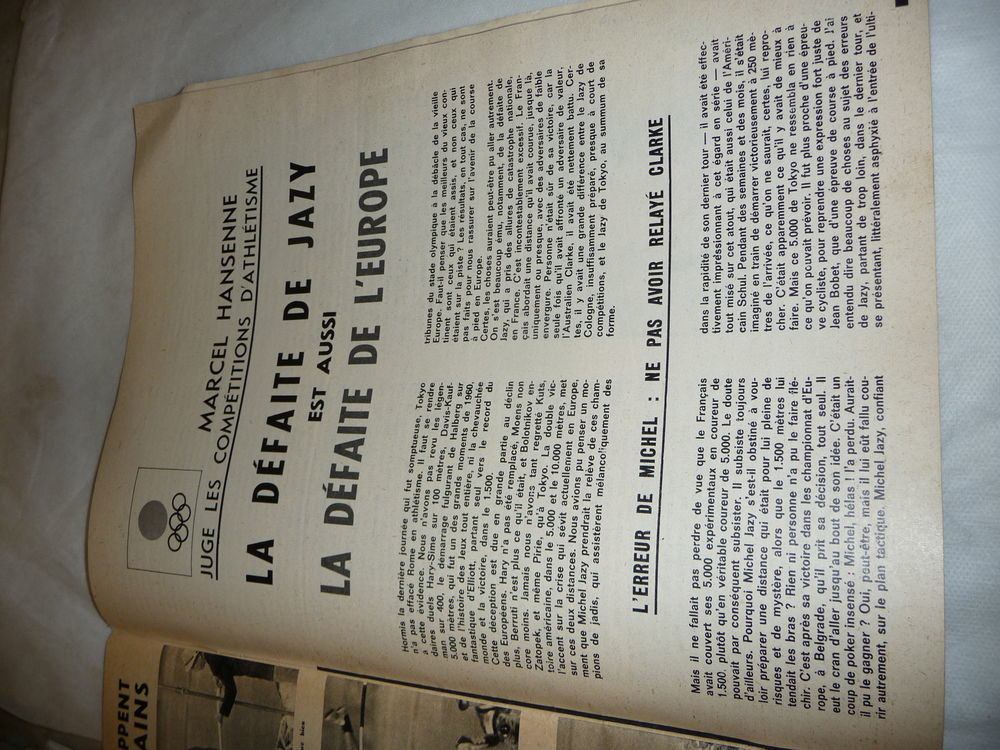 PPENT
AINS
MARCEL HANSENNE
JUGE LES COMPÉTITIONS D'ATHLÉTISME
LA DÉFAITE DE JAZY
EST AUSSI
LA DÉFAITE DE L'EUROPE
Hormis la dernière journée qui fut somptueuse, Tokyo
n'a pas effacé Rome en athlétisme. Il faut se rendre
à cette évidence. Nous n'avons pas revu les légen-
daires duels Hary-Sime sur 100 mètres, Davis-Kauf-
man sur 400, le démarrage fulgurant de Halberg sur
5.000 mètres, qui fut un des grands moments de 1960,
et de l'histoire des Jeux tout entière, ni la chevauchée
fantastique d'Elliott, partant seul vers le record du
monde et la victoire, dans le 1.500.
Cette déception est due en grande partie au déclin
des Européens. Hary n'a pas été remplacé, Moens non
plus, Berruti n'est plus ce qu'il était, et Bolotnikov en-
core moins. Jamais nous n'avons tant regretté Kuts,
Zatopek, et même Pirie, qu'à Tokyo. La double vic-
toire américaine, dans le 5.000 et le 10.000 mètres, met
l'accent sur la crise qui sévit actuellement en Europe,
sur ces deux distances. Nous avions pu penser un mo-
ment que Michel Jazy prendrait la relève de ces cham-
pions de jadis, qui assistèrent mélancoliquement des
tribunes du stade olympique à la débâcle de la vieille
Europe. Faut-il penser que les meilleurs du vieux con-
tinent sont ceux qui étaient assis, et non ceux qui
étaient sur la piste ? Les résultats, en tout cas, ne sont
pas faits pour nous rassurer sur l'avenir de la course
à pied en Europe.
Certes, les choses auraient peut-être pu aller autrement.
On s'est beaucoup ému, notamment, de la défaite de
Jazy, qui a pris des allures de catastrophe nationale,
en France. C'est incontestablement excessif. Le Fran-
çais abordait une distance qu'il avait courue, jusque là,
uniquement ou presque, avec des adversaires de faible
envergure. Personne n'était sûr de sa victoire, car la
seule fois qu'il avait affronté un adversaire de valeur,
l'Australien Clarke, il avait été nettement battu. Cer-
tes, il y avait une grande différence entre le Jazy de
Cologne, insuffisamment préparé, presque à court de
compétitions, et le Jazy de Tokyo, au summum de sa
forme.
L'ERREUR DE MICHEL : NE PAS AVOIR RELAYÉ CLARKE
Mais il ne fallait pas perdre de vue que le Français
avait couvert ses 5.000 expérimentaux en coureur de
1.500, plutôt qu'en véritable coureur de 5.000. Le doute
pouvait par conséquent subsister. Il subsiste toujours
d'ailleurs. Pourquoi Michel Jazy s'est-il obstiné à vou-
loir préparer une distance qui était pour lui pleine de
risques et de mystère, alors que le 1.500 mètres lui
tendait les bras ? Rien ni personne n'a pu le faire flé-
chir. C'est après sa victoire dans les championnat d'Eu-
rope, à Belgrade, qu'il prit sa décision, tout seul. Il
eut le cran d'aller jusqu'au bout de son idée. C'était un
coup de poker insensé : Michel, hélas ! l'a perdu. Aurait-
il pu le gagner ? Oui, peut-être, mais il lui eût fallu cou-
rir autrement, sur le plan tactique. Michel Jazy, confiant
dans la rapidité de son dernier tour — il avait été effec-
tivement impréssionnant à cet égard en série — avait
tout misé sur cet atout, qui était aussi celui de l'Améri-
cain Schul. Pendant des semaines et des mois, il s'était
imaginé en train de démarrer victorieusement à 250 mè-
tres de l'arrivée, ce qu'on ne saurait, certes, lui repro-
cher. C'était apparemment ce qu'il y avait de mieux à
faire. Mais ce 5.000 de Tokyo ne ressembla en rien à
ce qu'on pouvait prévoir. Il fut plus proche d'une épreu-
ve cycliste, pour reprendre une expression fort juste de
Jean Bobet, que d'une épreuve de course à pied. J'ai
entendu dire beaucoup de choses au sujet des erreurs
de Jazy, partant de trop loin, dans le dernier tour, et
se présentant, littéralement asphyxié à l'entrée de l'ulti-